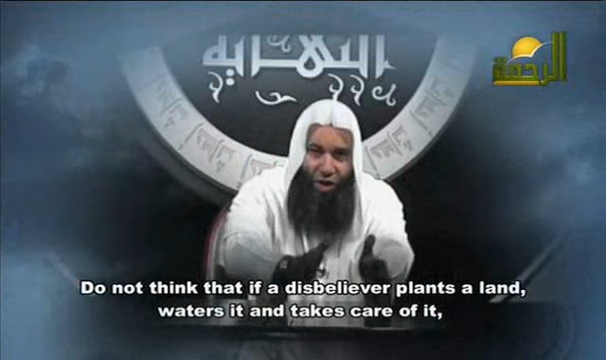 النهاية
الرحمة
Do not think that if a disbeliever plants a land,
waters it and takes care of it,